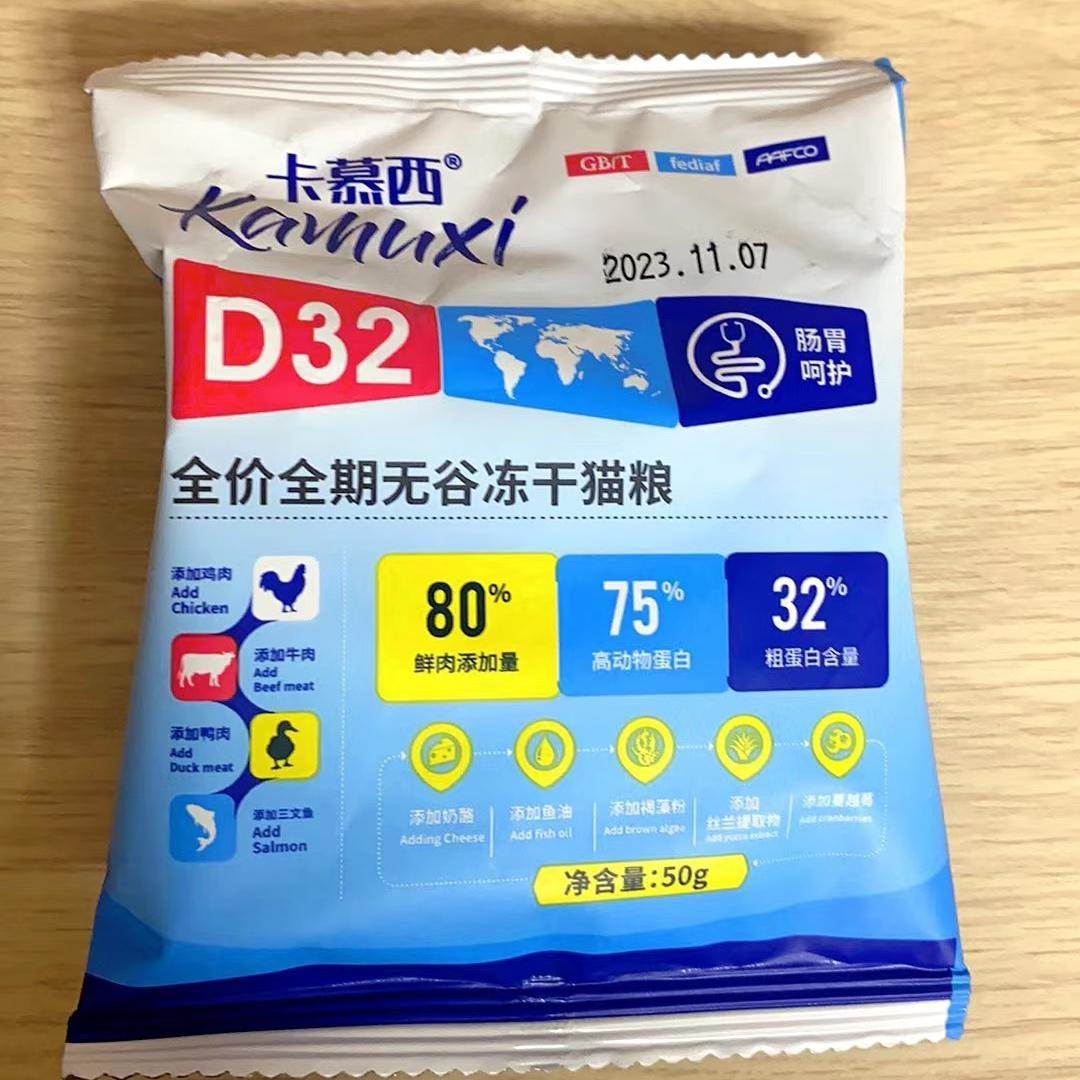 卡慕西®
Kamuxi
GB/T
fediaf
AAFCO
2023.11.07
D32
肠胃
呵护
全价全期无谷冻干猫粮
添加鸡肉
Add
Chicken
添加牛肉
Add
Beef meat
添加鸭肉
Add
Duck meat
添加三文鱼
Add
Salmon
80%
鲜肉添加量
75%
高动物蛋白
32%
粗蛋白含量
添加奶酪
Adding Cheese
添加鱼油
Add fish oil
添加褐藻粉
Add brown algae
添加
丝兰提取物
Add yucca extract
添加蔓越莓
Add cranberries
净含量:50g